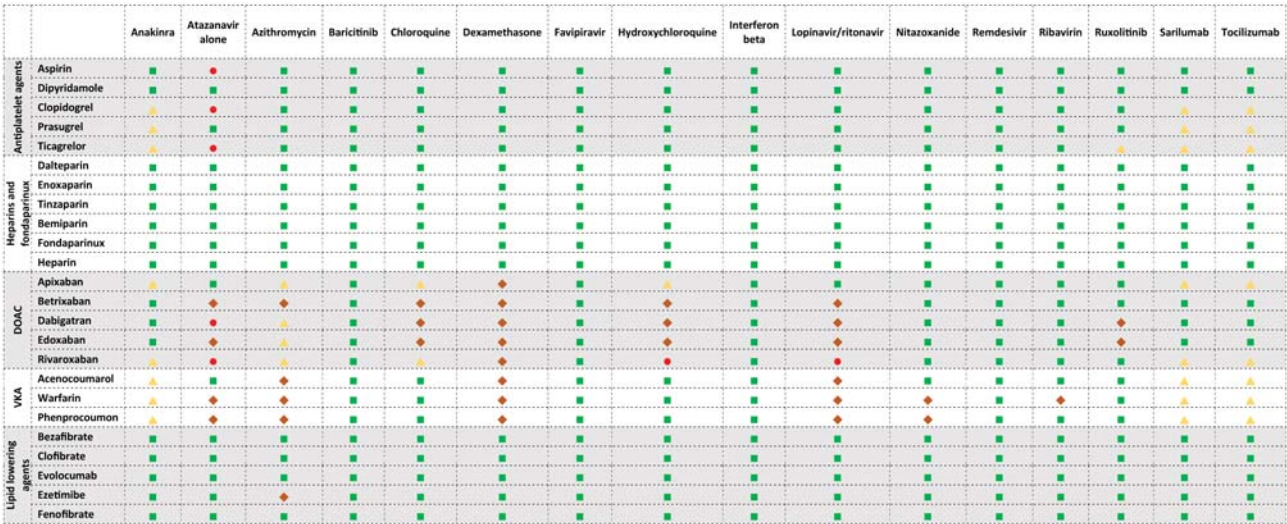 Anakinra Atazanavir alone Azithromycin Baricitinib Chloroquine Dexamethasone Favipiravir Hydroxychloroquine Interferon beta Lopinavir/ritonavir Nitazoxanide Remdesivir Ribavirin Ruxolitinib Sarilumab Tocilizumab
Antiplatelet agents
Aspirin
Dipyridamole
Clopidogrel
Prasugrel
Ticagrelor
Heparins and
fondaparinux
Dalteparin
Enoxaparin
Tinzaparin
Bemiparin
Fondaparinux
Heparin
DOAC
Apixaban
Betrixaban
Dabigatran
Edoxaban
Rivaroxaban
VKA
Acenocoumarol
Warfarin
Phenprocoumon
Lipid lowering
agents
Bezafibrate
Clofibrate
Evolocumab
Ezetimibe
Fenofibrate